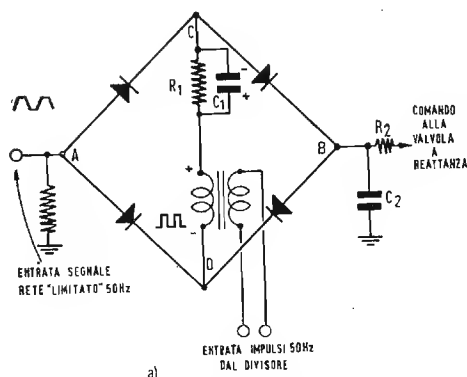 C
R1
C1
-
+
A
B
R2
COMANDO
ALLA
VALVOLA
A
REATTANZA
C2
+
-
D
ENTRATA SEGNALE
RETE "LIMITATO" 50Hz
ENTRATA IMPULSI 50Hz
DAL DIVISORE
a)